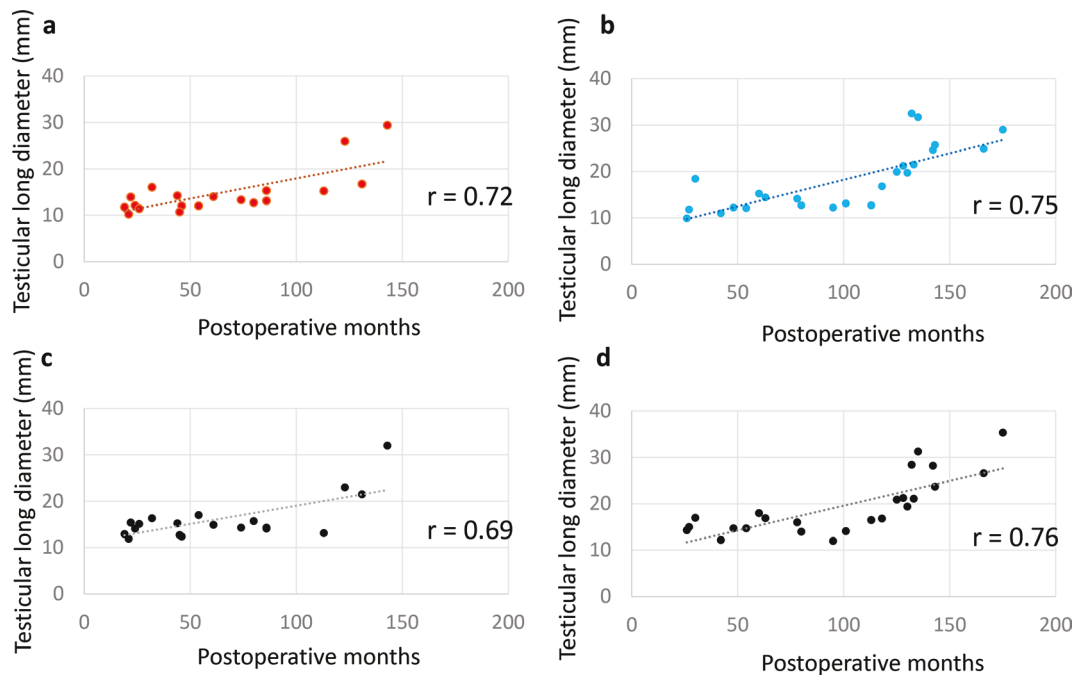 a
Testicular long diameter (mm)
40
30
20
10
0
0 50 100 150 200
r = 0.72
Postoperative months
b
Testicular long diameter (mm)
40
30
20
10
0
0 50 100 150 200
r = 0.75
Postoperative months
c
Testicular long diameter (mm)
40
30
20
10
0
0 50 100 150 200
r = 0.69
Postoperative months
d
Testicular long diameter (mm)
40
30
20
10
0
0 50 100 150 200
r = 0.76
Postoperative months